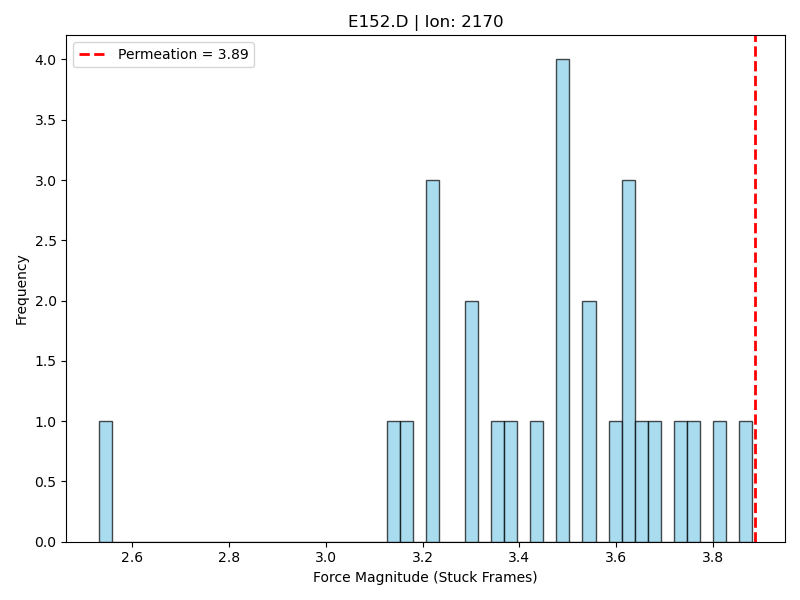 E152.D | Ion: 2170
Permeation = 3.89
4.0
3.5
3.0
2.5
2.0
1.5
1.0
0.5
0.0
Frequency
2.6 2.8 3.0 3.2 3.4 3.6 3.8
Force Magnitude (Stuck Frames)